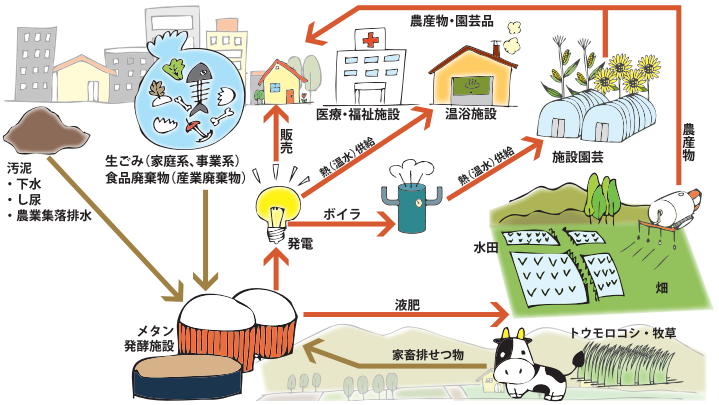 農産物・園芸品
医療・福祉施設
温浴施設
施設園芸
農産物
汚泥
・下水
・し尿
・農業集落排水
生ごみ（家庭系、事業系）
食品廃棄物（産業廃棄物）
販売
熱（温水）供給
熱（温水）供給
発電
ボイラ
水田
畑
メタン
発酵施設
液肥
家畜排せつ物
トウモロコシ・牧草